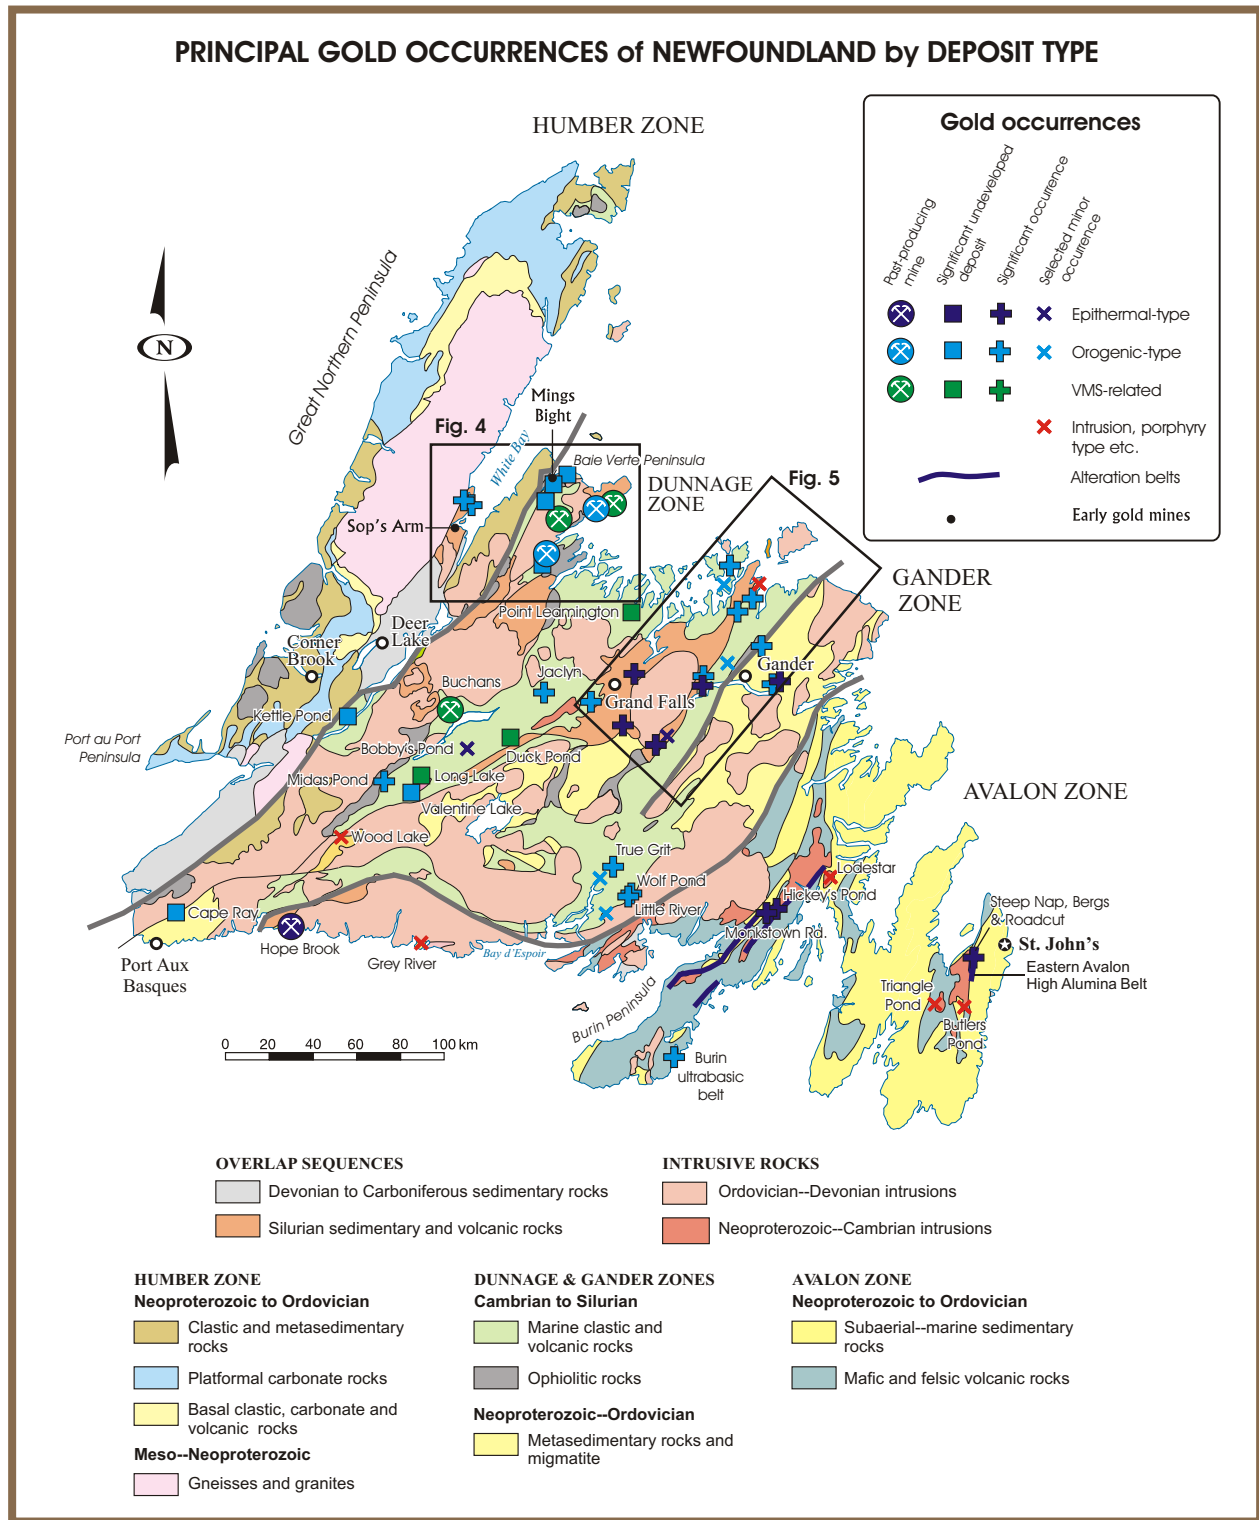 PRINCIPAL GOLD OCCURRENCES of NEWFOUNDLAND by DEPOSIT TYPE
HUMBER ZONE
Gold occurrences
Past-producing
mine
Significant undeveloped
deposit
Significant occurrence
Selected minor
occurrence
Epithermal-type
Orogenic-type
VMS-related
Intrusion, porphyry
type etc.
Alteration belts
Early gold mines
N
Great Northern Peninsula
Mings
Bight
Fig. 4
White Bay
Baie Verte Peninsula
DUNNAGE
ZONE
Fig. 5
Sop's Arm
GANDER
ZONE
Point Leamington
Deer
Lake
Corner
Brook
Jaclyn
Gander
Buchans
Grand Falls
Kettle Pond
Port au Port
Peninsula
Bobby's Pond
Duck Pond
Midas Pond
Long Lake
Valentine Lake
AVALON ZONE
Wood Lake
True Grit
Lodestar
Wolf Pond
Hickey's Pond
Little River
Steep Nap, Bergs
& Roadcut
Cape Ray
Monkstown Rd.
St. John's
Hope Brook
Grey River
Bay d'Espoir
Eastern Avalon
High Alumina Belt
Port Aux
Basques
Triangle
Pond
Burin Peninsula
Butlers
Pond
0 20 40 60 80 100 km
Burin
ultrabasic
belt
OVERLAP SEQUENCES
Devonian to Carboniferous sedimentary rocks
Silurian sedimentary and volcanic rocks
INTRUSIVE ROCKS
Ordovician--Devonian intrusions
Neoproterozoic--Cambrian intrusions
HUMBER ZONE
Neoproterozoic to Ordovician
Clastic and metasedimentary
rocks
Platformal carbonate rocks
Basal clastic, carbonate and
volcanic rocks
Meso--Neoproterozoic
Gneisses and granites
DUNNAGE & GANDER ZONES
Cambrian to Silurian
Marine clastic and
volcanic rocks
Ophiolitic rocks
Neoproterozoic--Ordovician
Metasedimentary rocks and
migmatite
AVALON ZONE
Neoproterozoic to Ordovician
Subaerial--marine sedimentary
rocks
Mafic and felsic volcanic rocks